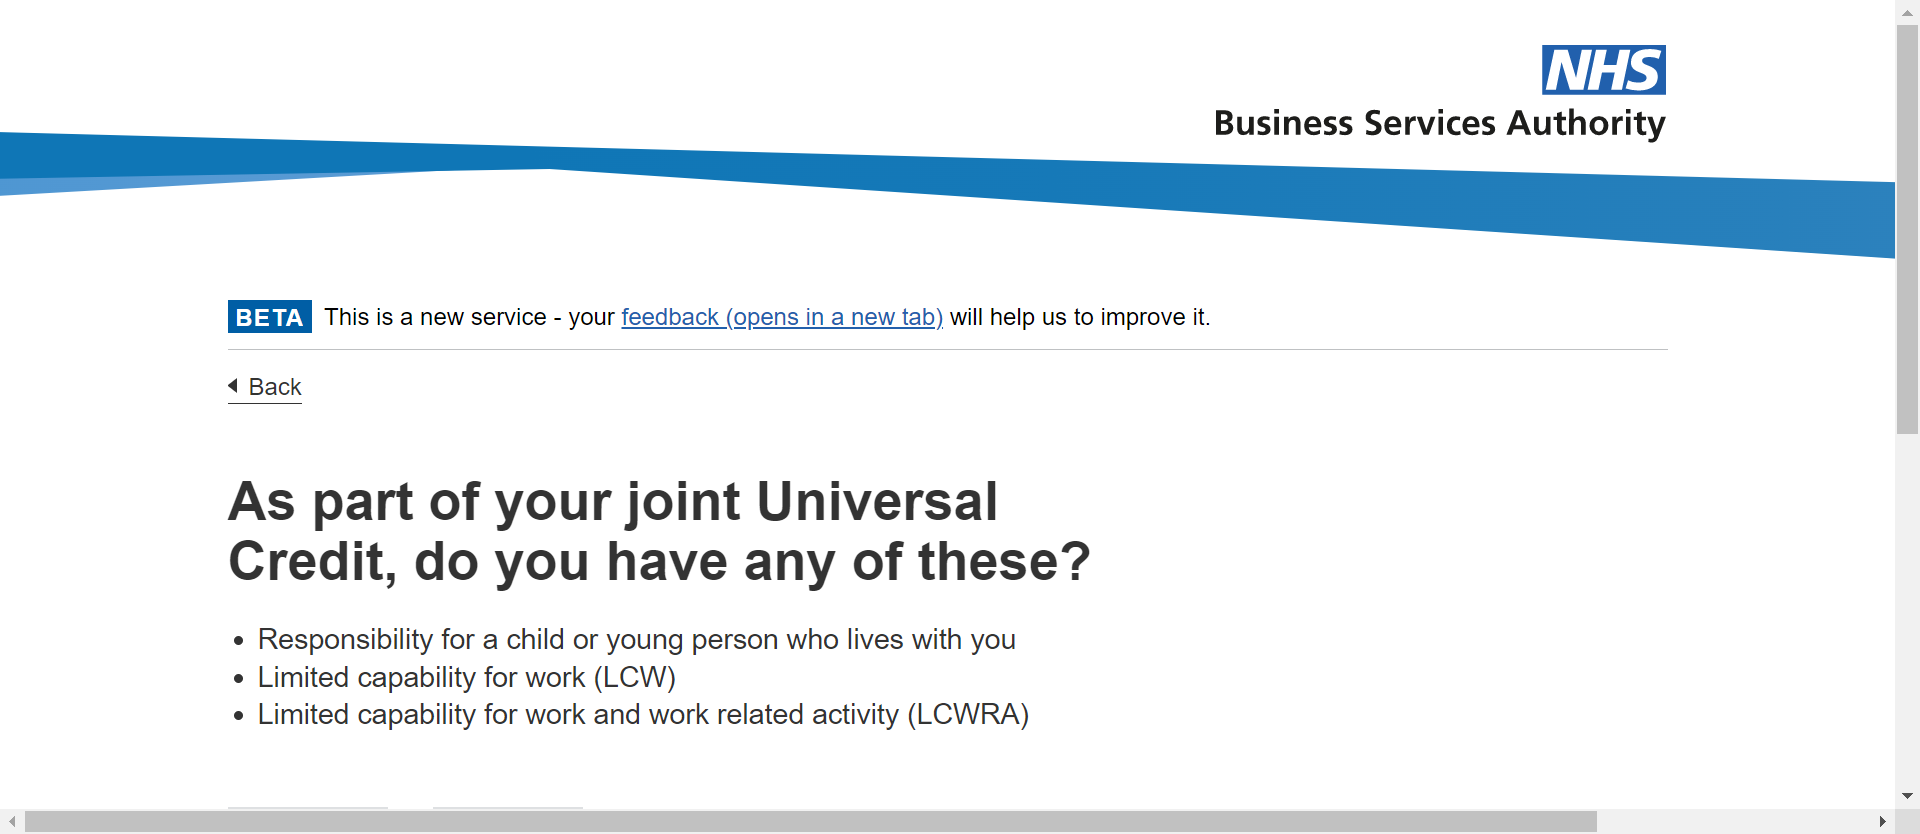 NHS
Business Services Authority
BETA This is a new service - your feedback (opens in a new tab) will help us to improve it.
Back
As part of your joint Universal
Credit, do you have any of these?
Responsibility for a child or young person who lives with you
Limited capability for work (LCW)
Limited capability for work and work related activity (LCWRA)